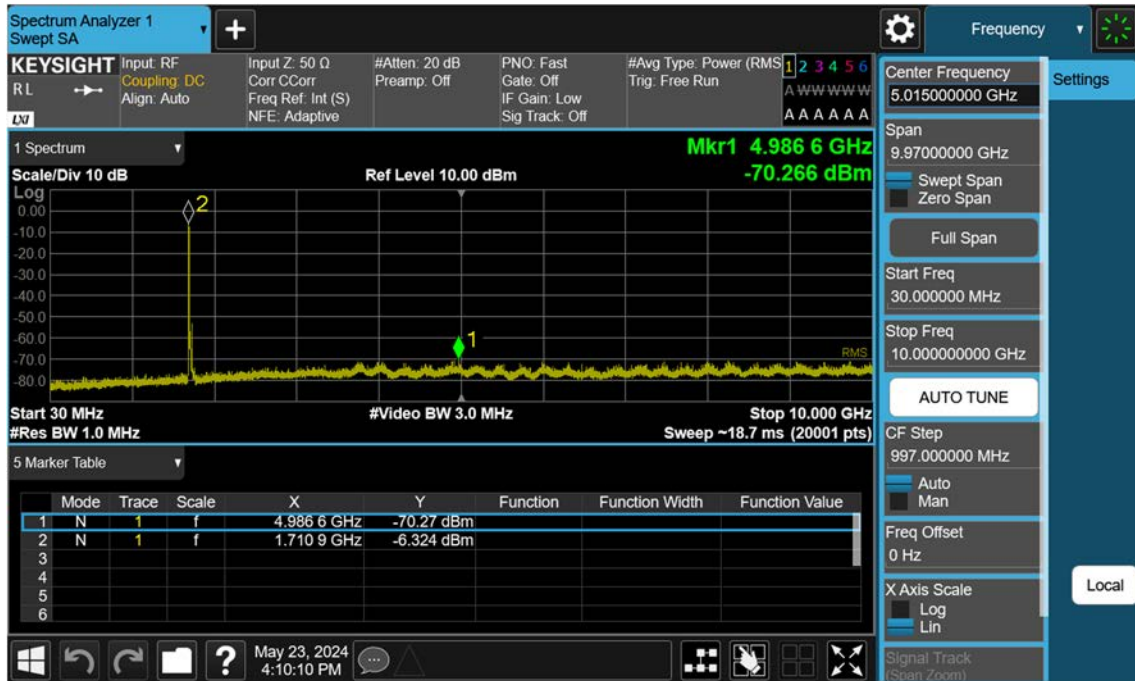 Spectrum Analyzer 1
Swept SA
+
Frequency
KEYSIGHT
RL
LXI
Input: RF
Coupling: DC
Align: Auto
Input Z: 50 Ω
Corr CCorr
Freq Ref: Int (S)
NFE: Adaptive
#Atten: 20 dB
Preamp: Off
PNO: Fast
Gate: Off
IF Gain: Low
Sig Track: Off
#Avg Type: Power (RMS
Trig: Free Run
1 2 3 4 5 6
A W W W W W
A A A A A A
1 Spectrum
Mkr1 4.986 6 GHz
-70.266 dBm
Scale/Div 10 dB
Ref Level 10.00 dBm
Log
0.00
-10.0
-20.0
-30.0
-40.0
-50.0
-60.0
-70.0
-80.0
2
1
RMS
Start 30 MHz
#Video BW 3.0 MHz
Stop 10.000 GHz
#Res BW 1.0 MHz
Sweep ~18.7 ms (20001 pts)
5 Marker Table
Mode Trace Scale X Y Function Function Width Function Value
1 N 1 f 4.986 6 GHz -70.27 dBm
2 N 1 f 1.710 9 GHz -6.324 dBm
3
4
5
6
?
May 23, 2024
4:10:10 PM
Center Frequency
5.015000000 GHz
Settings
Span
9.97000000 GHz
Swept Span
Zero Span
Full Span
Start Freq
30.000000 MHz
Stop Freq
10.000000000 GHz
AUTO TUNE
CF Step
997.000000 MHz
Auto
Man
Freq Offset
0 Hz
X Axis Scale
Log
Lin
Local
Signal Track
(Span Zoom)